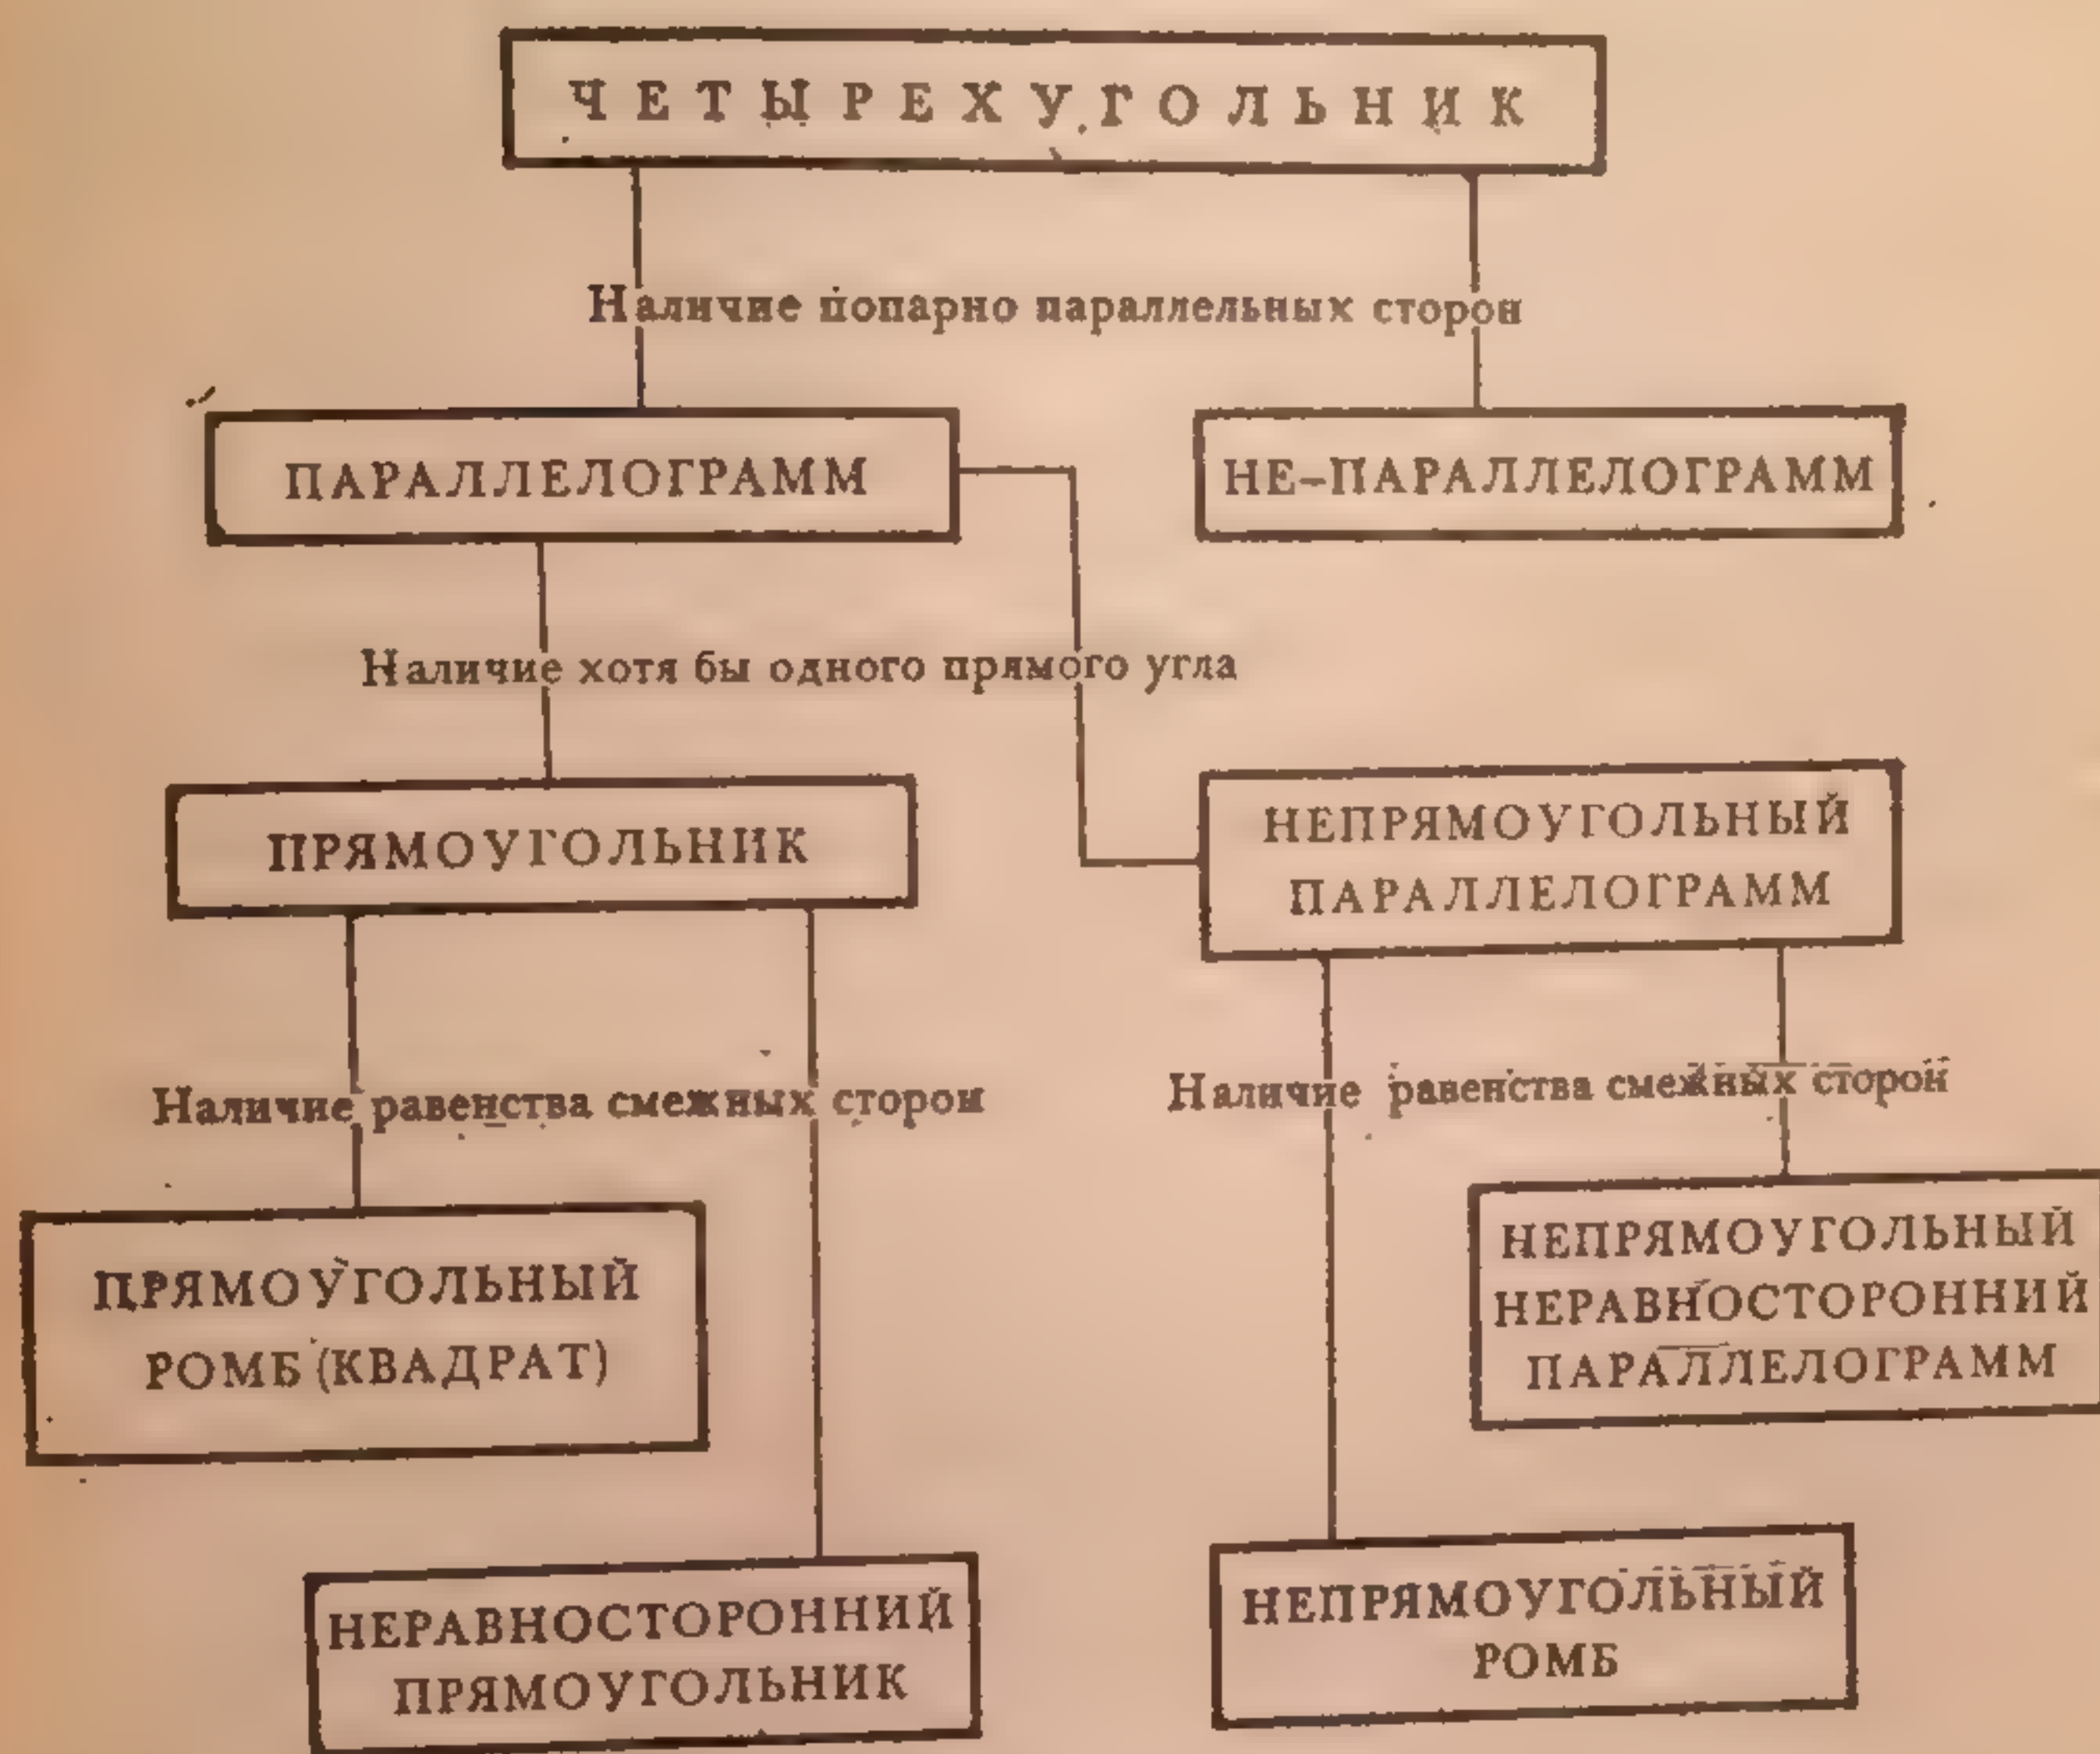 ЧЕТЫРЕХУГОЛЬНИК
Наличие попарно параллельных сторон
ПАРАЛЛЕЛОГРАММ
НЕ-ПАРАЛЛЕЛОГРАММ
Наличие хотя бы одного прямого угла
ПРЯМОУГОЛЬНИК
НЕПРЯМОУГОЛЬНЫЙ
ПАРАЛЛЕЛОГРАММ
Наличие равенства смежных сторон
Наличие равенства смежных сторон
ПРЯМОУГОЛЬНЫЙ
РОМБ (КВАДРАТ)
НЕПРЯМОУГОЛЬНЫЙ
НЕРАВНОСТОРОННИЙ
ПАРАЛЛЕЛОГРАММ
НЕРАВНОСТОРОННИЙ
ПРЯМОУГОЛЬНИК
НЕПРЯМОУГОЛЬНЫЙ
РОМБ